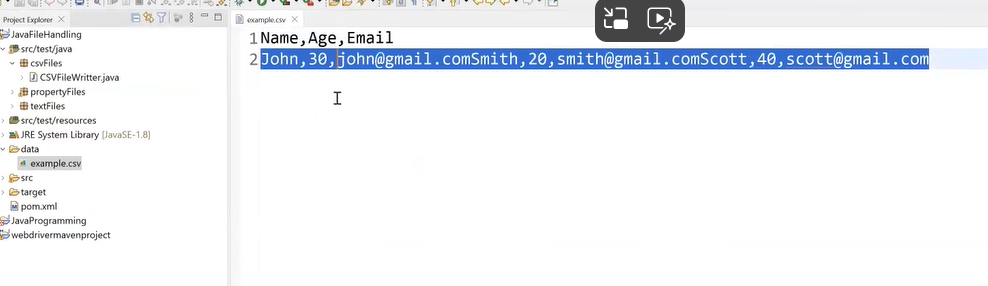 Project Explorer
example.csv
JavaFileHandling
src/test/java
csvFiles
CSVFileWritter.java
propertyFiles
textFiles
src/test/resources
JRE System Library [JavaSE-1.8]
data
example.csv
src
target
pom.xml
JavaProgramming
webdrivermavenproject
1 Name,Age,Email
2 John,30,john@gmail.comSmith,20,smith@gmail.comScott,40,scott@gmail.com